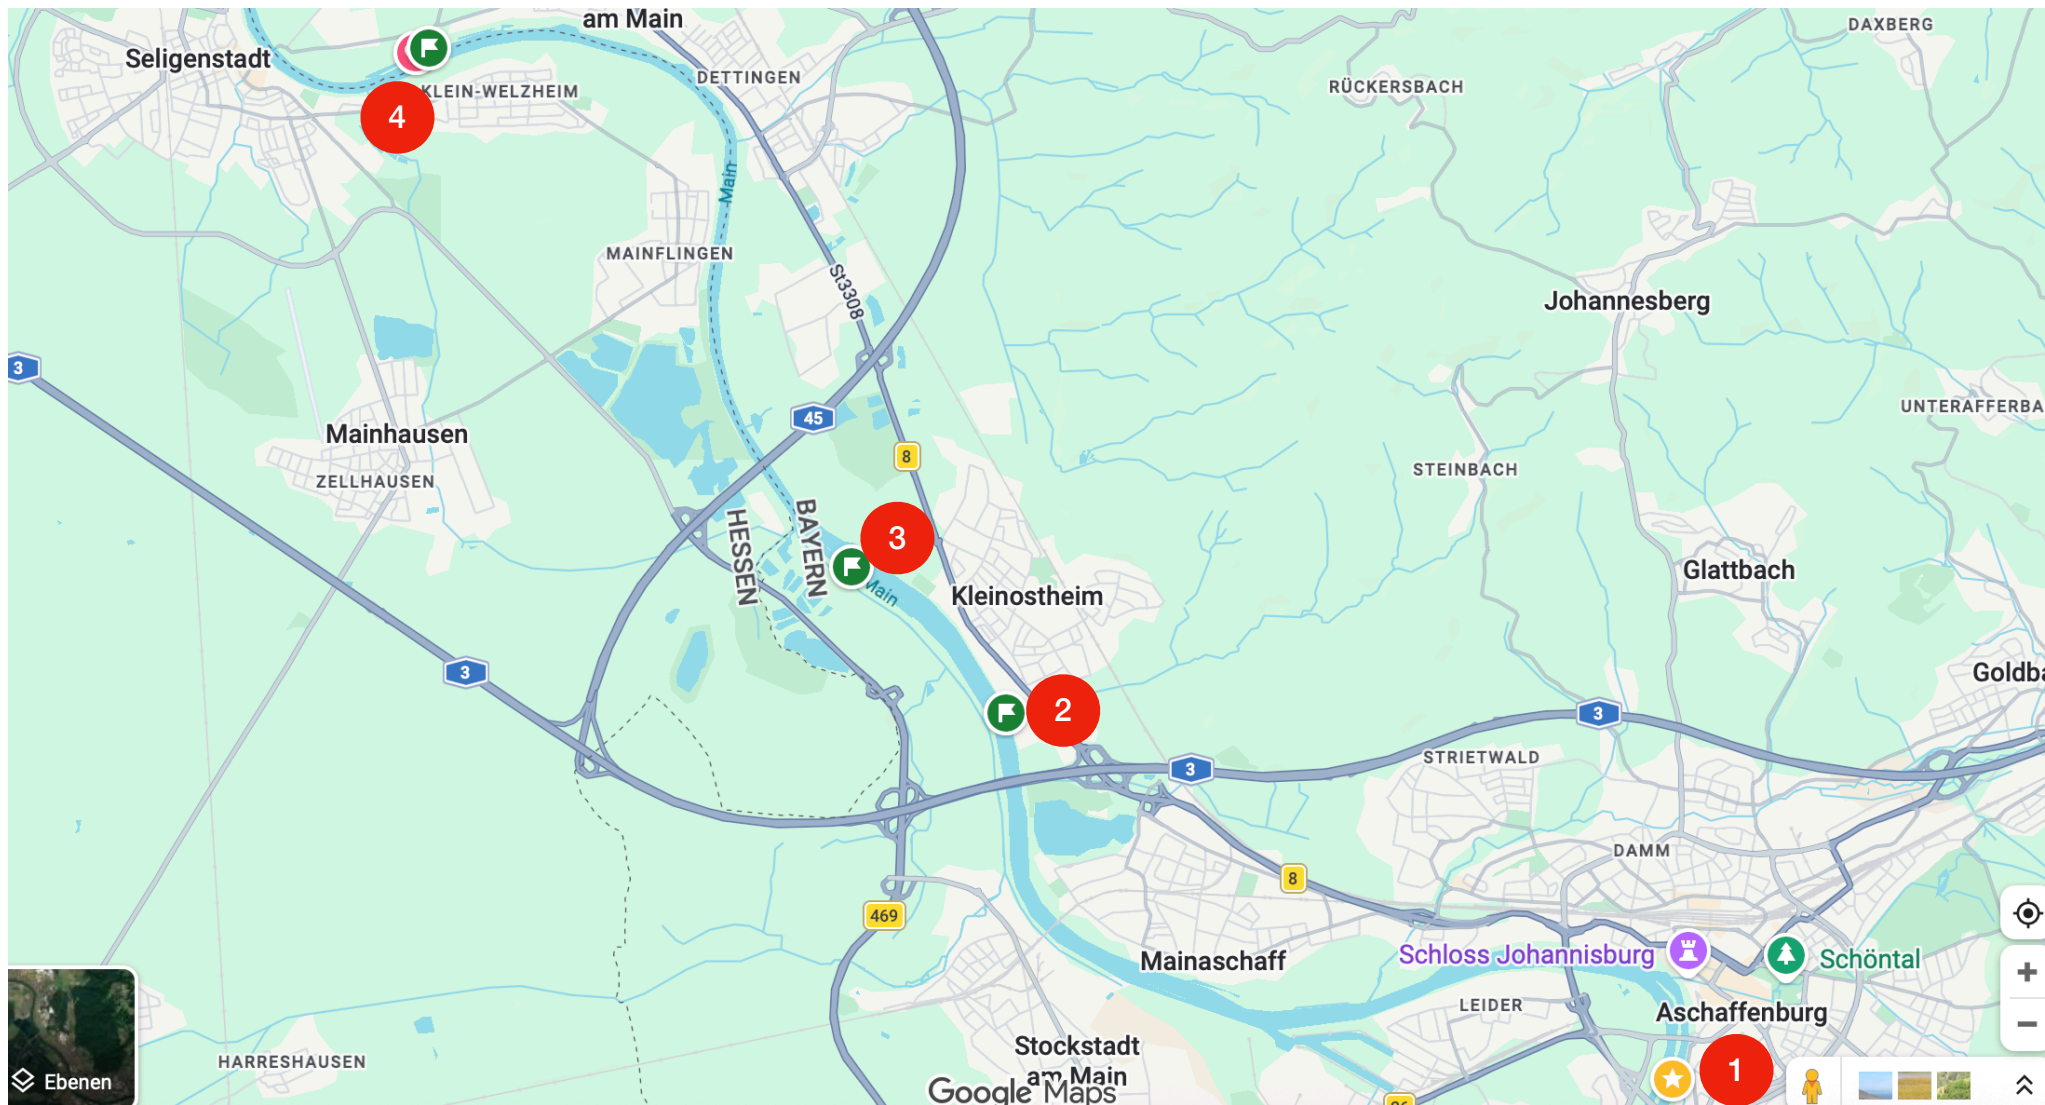 am Main
DAXBERG
Seligenstadt
DETTINGEN
RÜCKERSBACH
KLEIN-WELZHEIM
4
Main
MAINFLINGEN
St3308
Johannesberg
3
45
UNTERAFFERBA
Mainhausen
8
STEINBACH
ZELLHAUSEN
HESSEN
BAYERN
3
Main
Kleinostheim
Glattbach
3
Goldba
2
3
3
STRIETWALD
DAMM
8
469
Schloss Johannisburg
Schöntal
Mainaschaff
LEIDER
Aschaffenburg
HARRESHAUSEN
Stockstadt
am Main
1
Ebenen
Google Maps